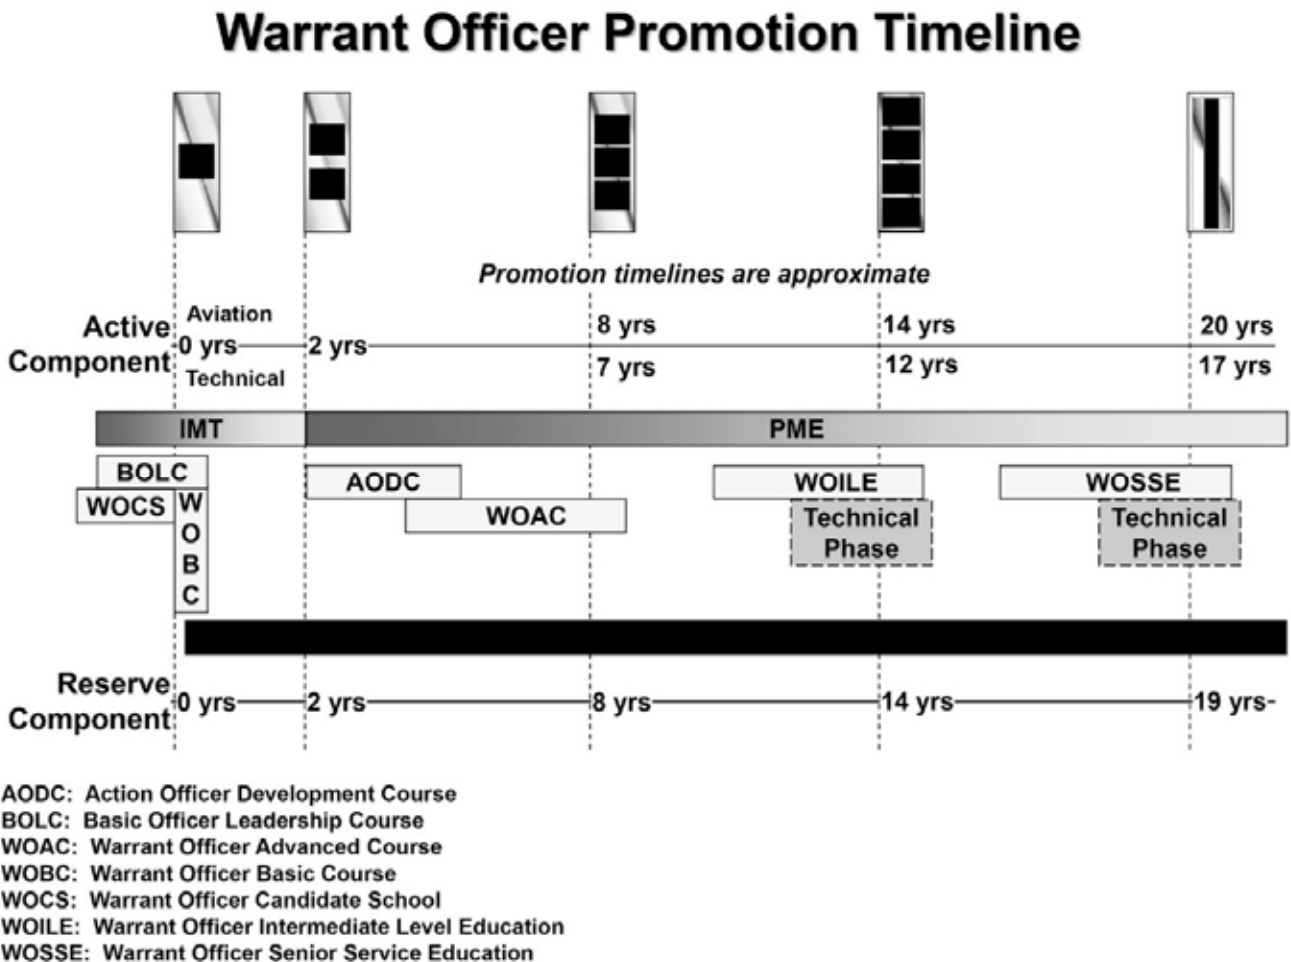 Warrant Officer Promotion Timeline
Promotion timelines are approximate
Active
Component
Aviation
0 yrs
Technical
2 yrs
8 yrs
7 yrs
14 yrs
12 yrs
20 yrs
17 yrs
IMT
PME
BOLC
WOCS
W
O
B
C
AODC
WOAC
WOILE
Technical
Phase
WOSSE
Technical
Phase
Reserve
Component
0 yrs
2 yrs
8 yrs
14 yrs
19 yrs
AODC: Action Officer Development Course
BOLC: Basic Officer Leadership Course
WOAC: Warrant Officer Advanced Course
WOBC: Warrant Officer Basic Course
WOCS: Warrant Officer Candidate School
WOILE: Warrant Officer Intermediate Level Education
WOSSE: Warrant Officer Senior Service Education